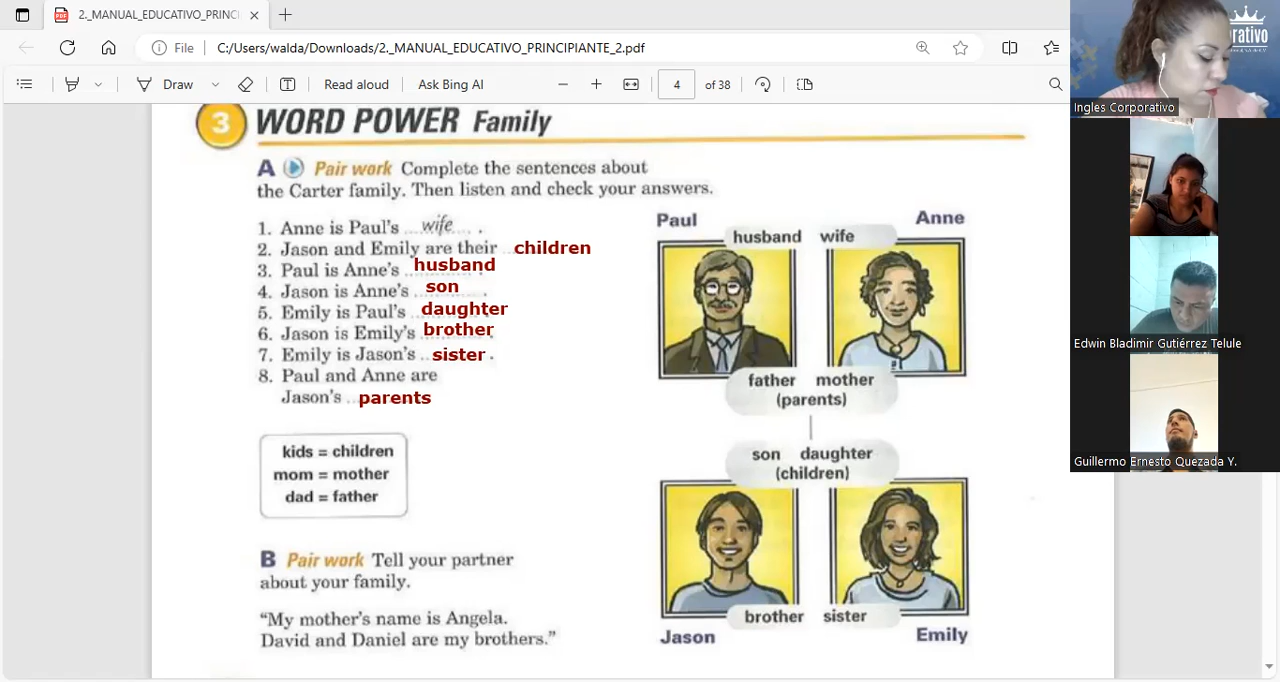 2._MANUAL_EDUCATIVO_PRINCI
File
C:/Users/walda/Downloads/2._MANUAL_EDUCATIVO_PRINCIPIANTE_2.pdf
Draw
Read aloud
Ask Bing AI
4
of 38
3 WORD POWER Family
A Pair work Complete the sentences about
the Carter family. Then listen and check your answers.
1. Anne is Paul's wife .
2. Jason and Emily are their children
3. Paul is Anne's husband .
4. Jason is Anne's son .
5. Emily is Paul's daughter
6. Jason is Emily's brother .
7. Emily is Jason's sister .
8. Paul and Anne are
Jason's parents
kids = children
mom = mother
dad = father
B Pair work Tell your partner
about your family.
"My mother's name is Angela.
David and Daniel are my brothers."
Paul
Anne
husband wife
father mother
(parents)
son daughter
(children)
brother sister
Jason
Emily
rativo
Ingles Corporativo
Edwin Bladimir Gutiérrez Telule
Guillermo Ernesto Quezada Y.